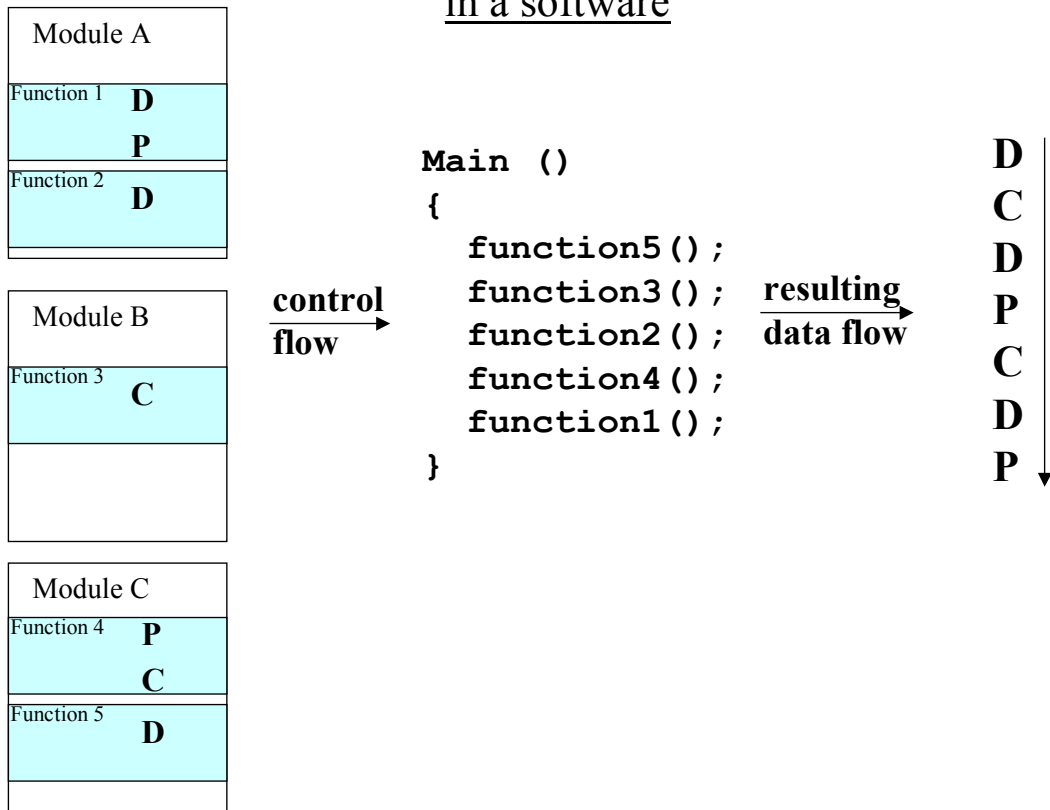 in a software
Module A
Function 1
D
P
Function 2
D
Module B
Function 3
C
Module C
Function 4
P
C
Function 5
D
control
flow
Main ()
{
function5();
function3();
function2();
function4();
function1();
}
resulting
data flow
D
C
D
P
C
D
P